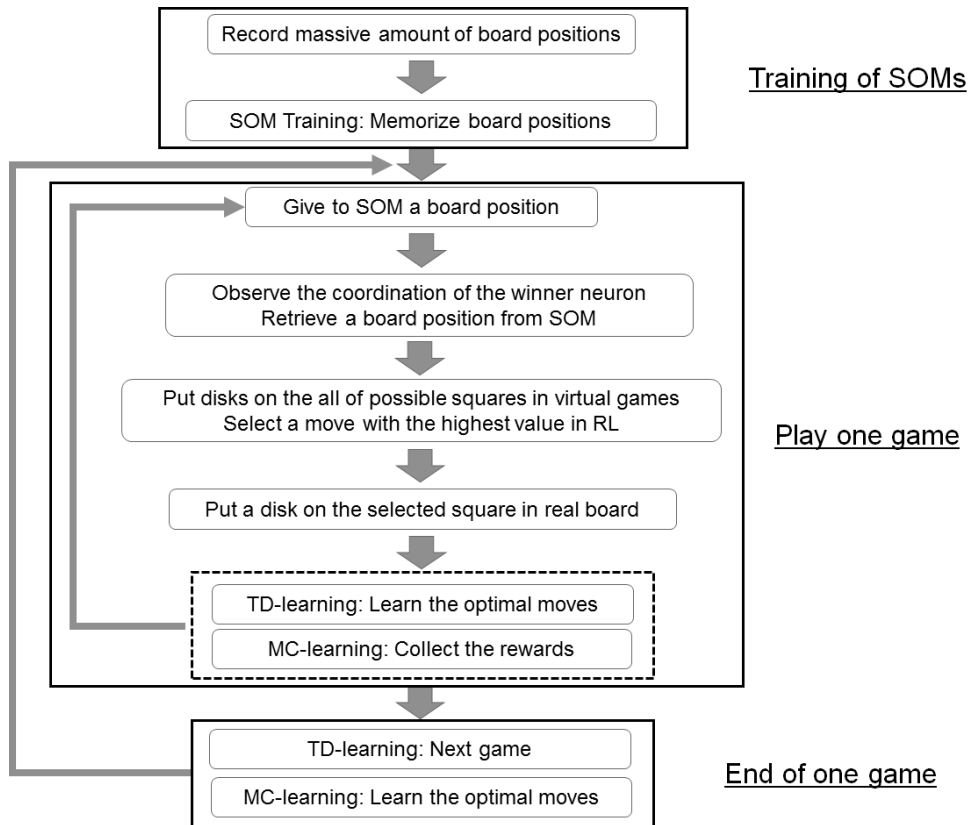 Record massive amount of board positions
Training of SOMs
SOM Training: Memorize board positions
Give to SOM a board position
Observe the coordination of the winner neuron
Retrieve a board position from SOM
Put disks on the all of possible squares in virtual games
Select a move with the highest value in RL
Play one game
Put a disk on the selected square in real board
TD-learning: Learn the optimal moves
MC-learning: Collect the rewards
TD-learning: Next game
End of one game
MC-learning: Learn the optimal moves